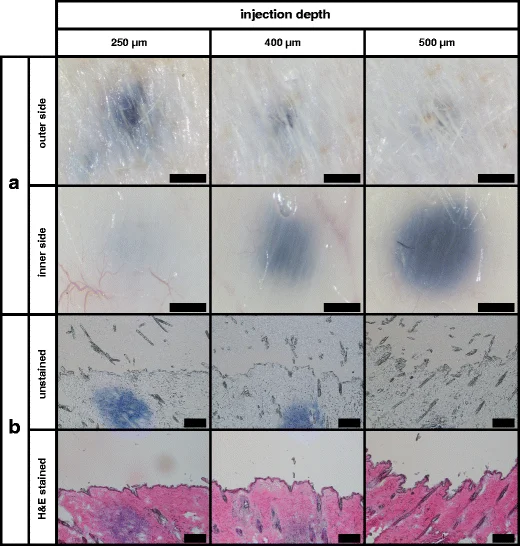 injection depth
250 µm
400 µm
500 µm
a
outer side
inner side
b
unstained
H&E stained